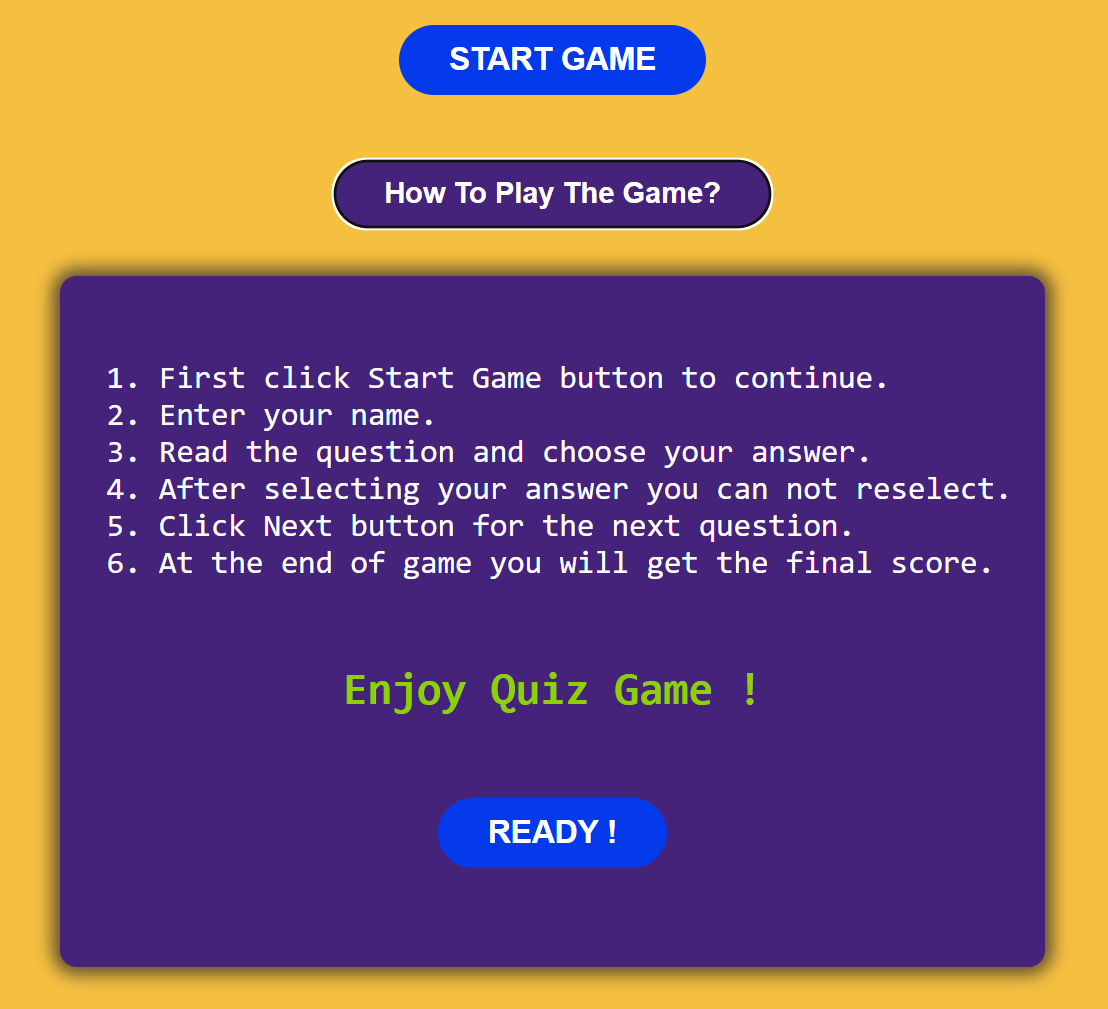 START GAME
How To Play The Game?
1. First click Start Game button to continue.
2. Enter your name.
3. Read the question and choose your answer.
4. After selecting your answer you can not reselect.
5. Click Next button for the next question.
6. At the end of game you will get the final score.
Enjoy Quiz Game !
READY !